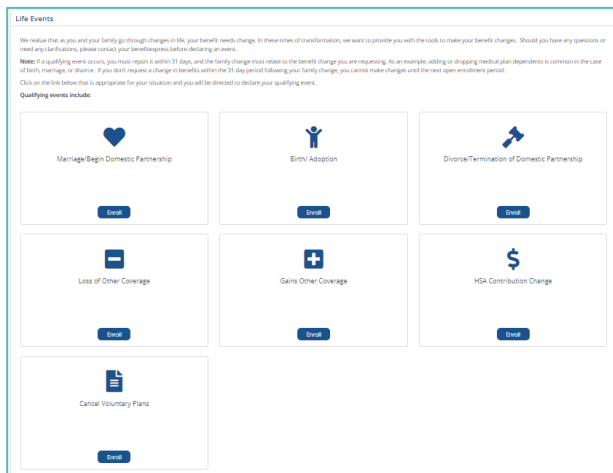 Life Events
We realize that as you and your family go through changes in life, your benefit needs change. In these times of transformation, we want to provide you with the tools to make your benefit changes. Should you have any questions or
need any clarifications, please contact your benefitexpress before declaring an event.
Note: If a qualifying event occurs, you must report it within 31 days, and the family change must relate to the benefit change you are requesting. As an example, adding or dropping medical plan dependents is common in the case
of birth, marriage, or divorce. If you don't request a change in benefits within the 31-day period following your family change, you cannot make changes until the next open enrollment period.
Click on the link below that is appropriate for your situation and you will be directed to declare your qualifying event.
Qualifying events include:
Marriage/Begin Domestic Partnership
Birth/ Adoption
Divorce/Termination of Domestic Partnership
Enroll
Enroll
Enroll
Loss of Other Coverage
Gains Other Coverage
HSA Contribution Change
Enroll
Enroll
Enroll
Cancel Voluntary Plans
Enroll